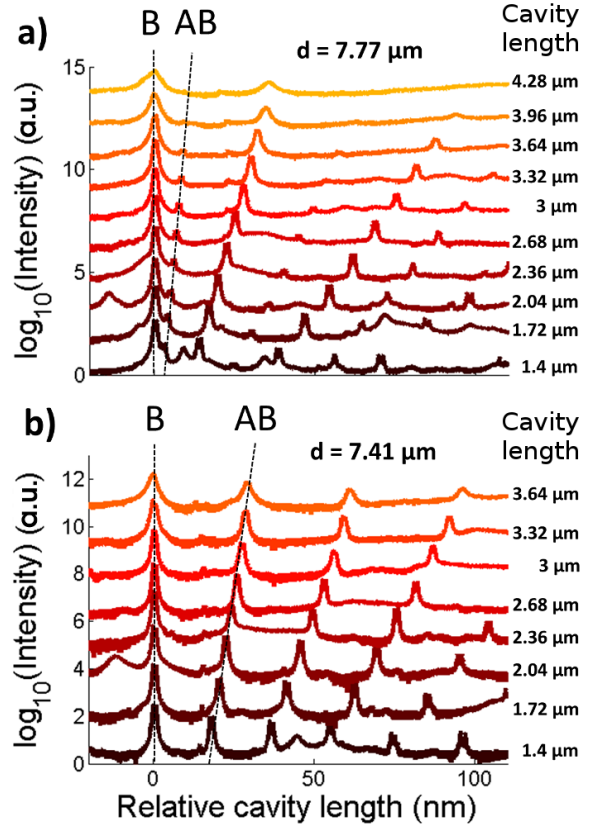 a)
B AB
d = 7.77 µm
Cavity
length
15
10
5
0
log10((Intensity) (a.u.)
4.28 µm
3.96 µm
3.64 µm
3.32 µm
3 µm
2.68 µm
2.36 µm
2.04 µm
1.72 µm
1.4 µm
b)
B AB
d = 7.41 µm
Cavity
length
12
10
8
6
4
2
0
log10((Intensity) (a.u.)
3.64 µm
3.32 µm
3 µm
2.68 µm
2.36 µm
2.04 µm
1.72 µm
1.4 µm
0 50 100
Relative cavity length (nm)